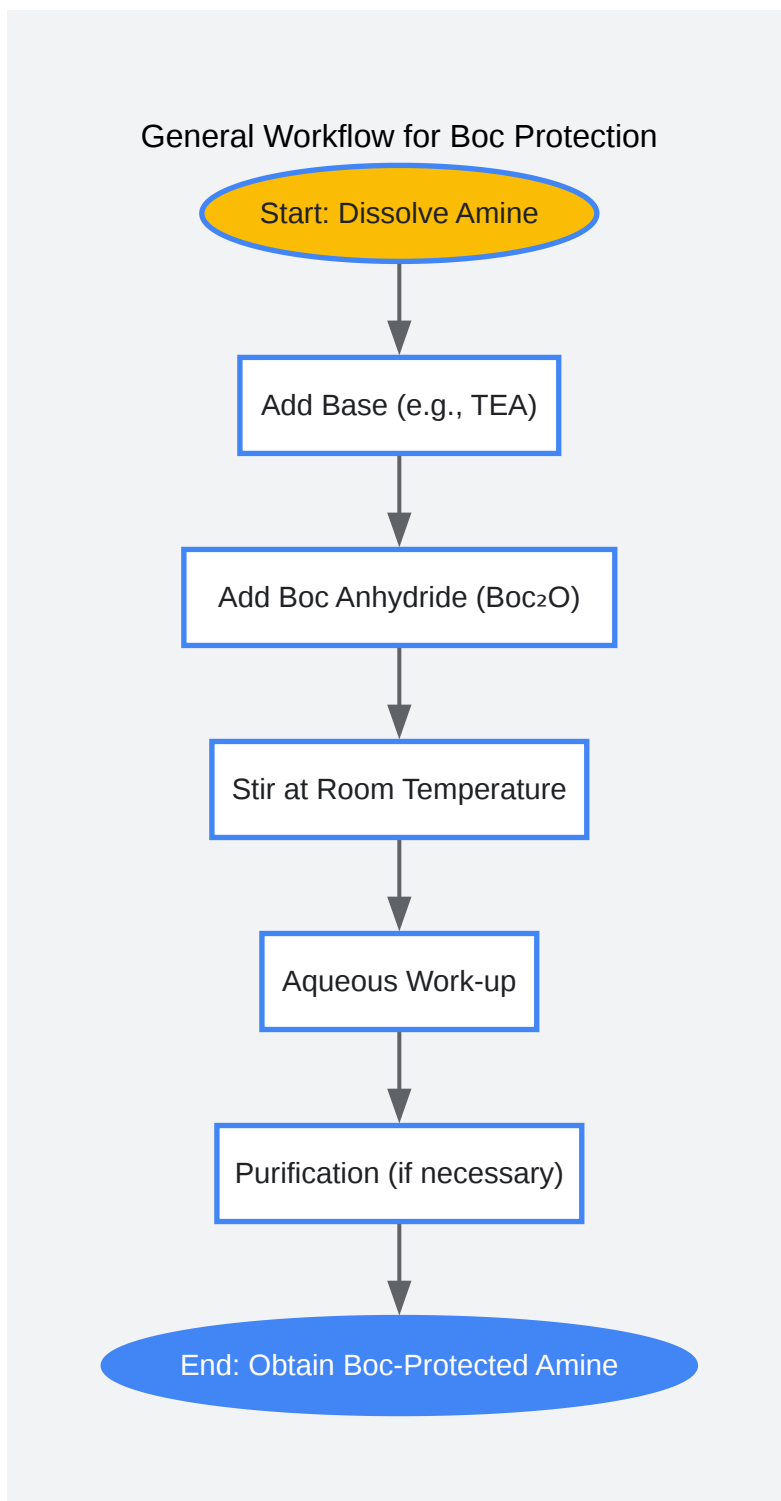 General Workflow for Boc Protection
Start: Dissolve Amine
Add Base (e.g., TEA)
Add Boc Anhydride (Boc₂O)
Stir at Room Temperature
Aqueous Work-up
Purification (if necessary)
End: Obtain Boc-Protected Amine